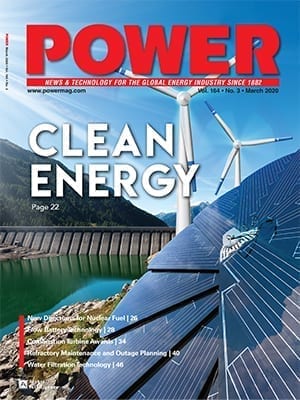 POWER
NEWS & TECHNOLOGY FOR THE GLOBAL ENERGY INDUSTRY SINCE 1882
www.powermag.com
Vol. 164 • No. 3 • March 2020
CLEAN
ENERGY
Page 22
New Directions for Nuclear Fuel | 26
Flow Battery Technology | 28
Combustion Turbine Awards | 34
Refractory Maintenance and Outage Planning | 40
Water Filtration Technology | 46